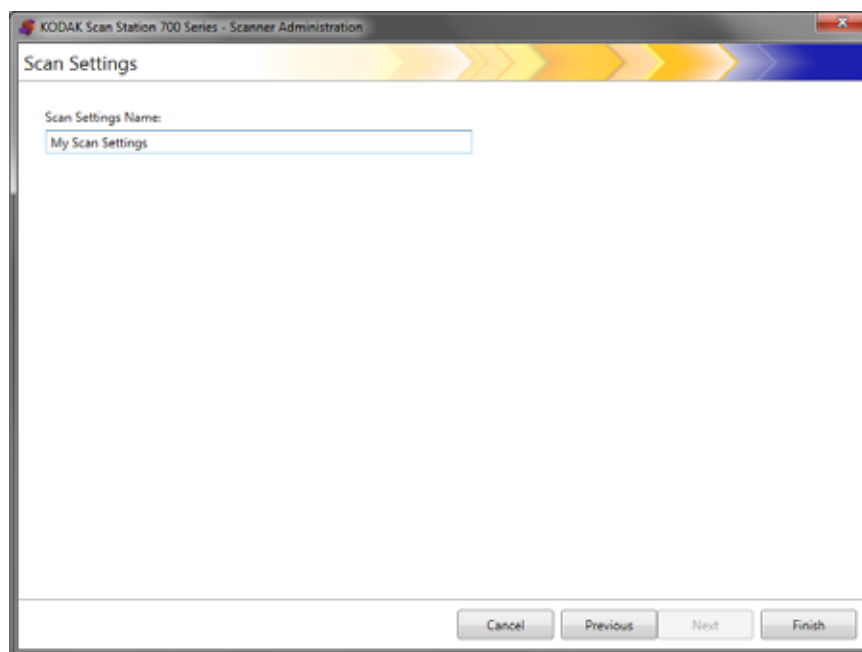 KODAK Scan Station 700 Series - Scanner Administration
Scan Settings
Scan Settings Name:
My Scan Settings
Cancel Previous Next Finish